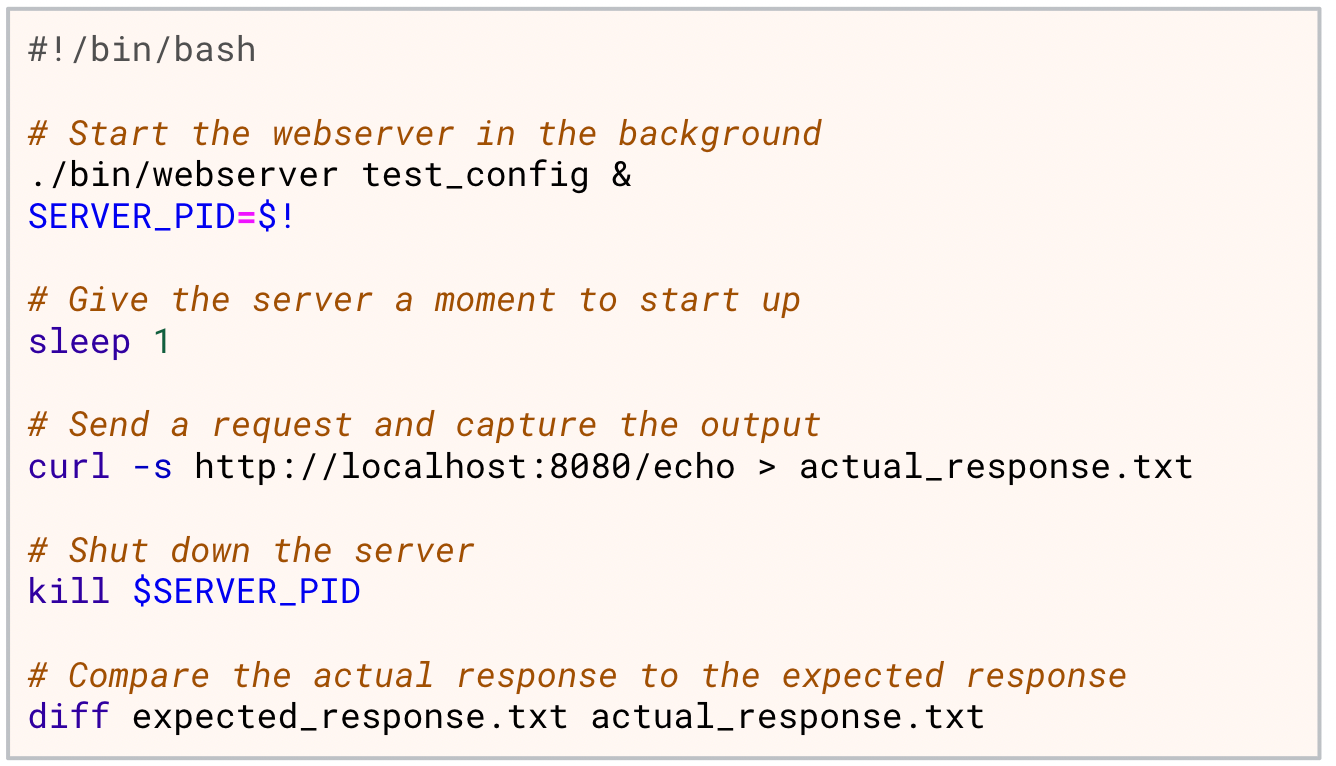 #!/bin/bash
# Start the webserver in the background
./bin/webserver test_config &
SERVER_PID=$!
# Give the server a moment to start up
sleep 1
# Send a request and capture the output
curl -s http://localhost:8080/echo > actual_response.txt
# Shut down the server
kill $SERVER_PID
# Compare the actual response to the expected response
diff expected_response.txt actual_response.txt